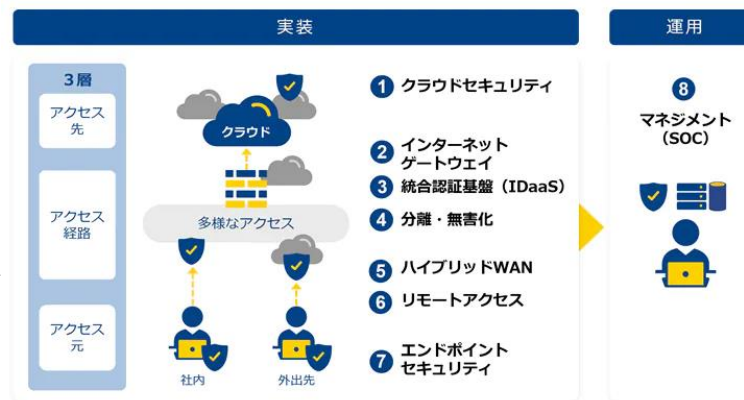 実装
運用
3層
アクセス
先
アクセス
経路
アクセス
元
クラウド
多様なアクセス
社内
外出先
1 クラウドセキュリティ
2 インターネット
ゲートウェイ
3 統合認証基盤（IDaaS）
4 分離・無害化
5 ハイブリッドWAN
6 リモートアクセス
7 エンドポイント
セキュリティ
8
マネジメント
（SOC）